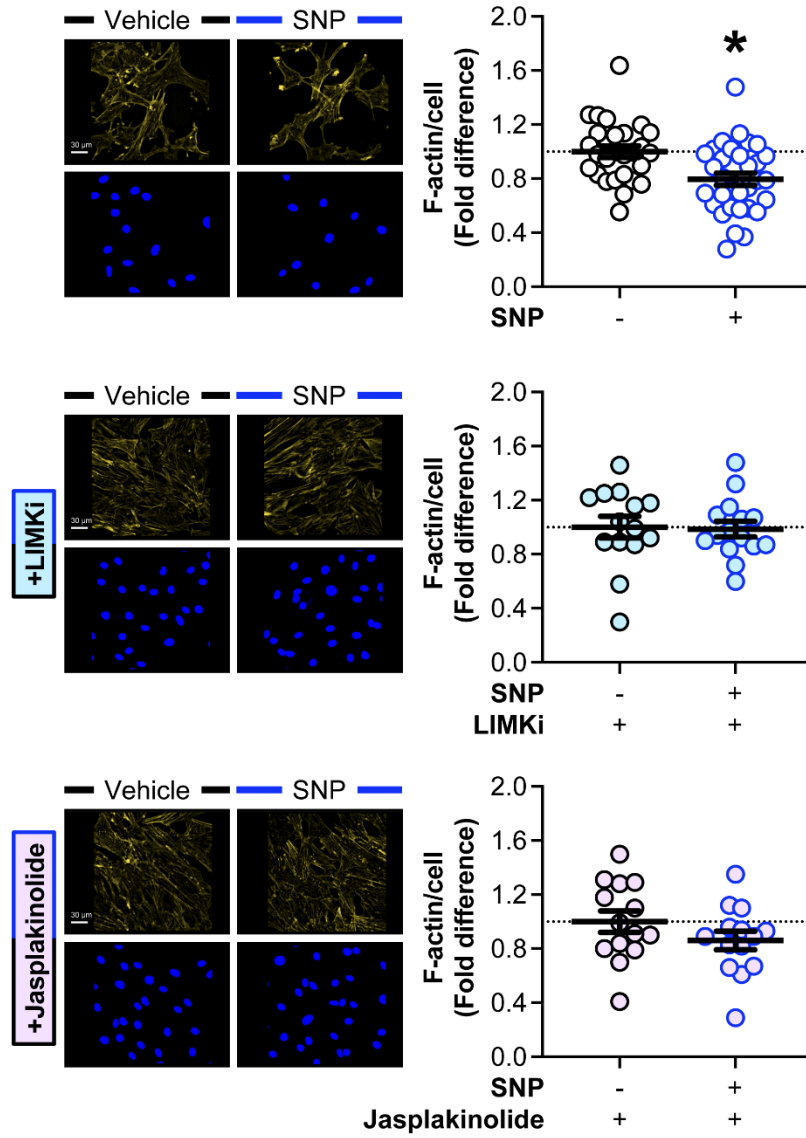 Vehicle SNP
30 µm
*
F-actin/cell
(Fold difference)
2.0
1.6
1.2
0.8
0.4
0.0
SNP - +
+LIMKi
Vehicle SNP
30 µm
F-actin/cell
(Fold difference)
2.0
1.6
1.2
0.8
0.4
0.0
SNP - +
LIMKi + +
+Jasplakinolide
Vehicle SNP
30 µm
F-actin/cell
(Fold difference)
2.0
1.6
1.2
0.8
0.4
0.0
SNP - +
Jasplakinolide + +